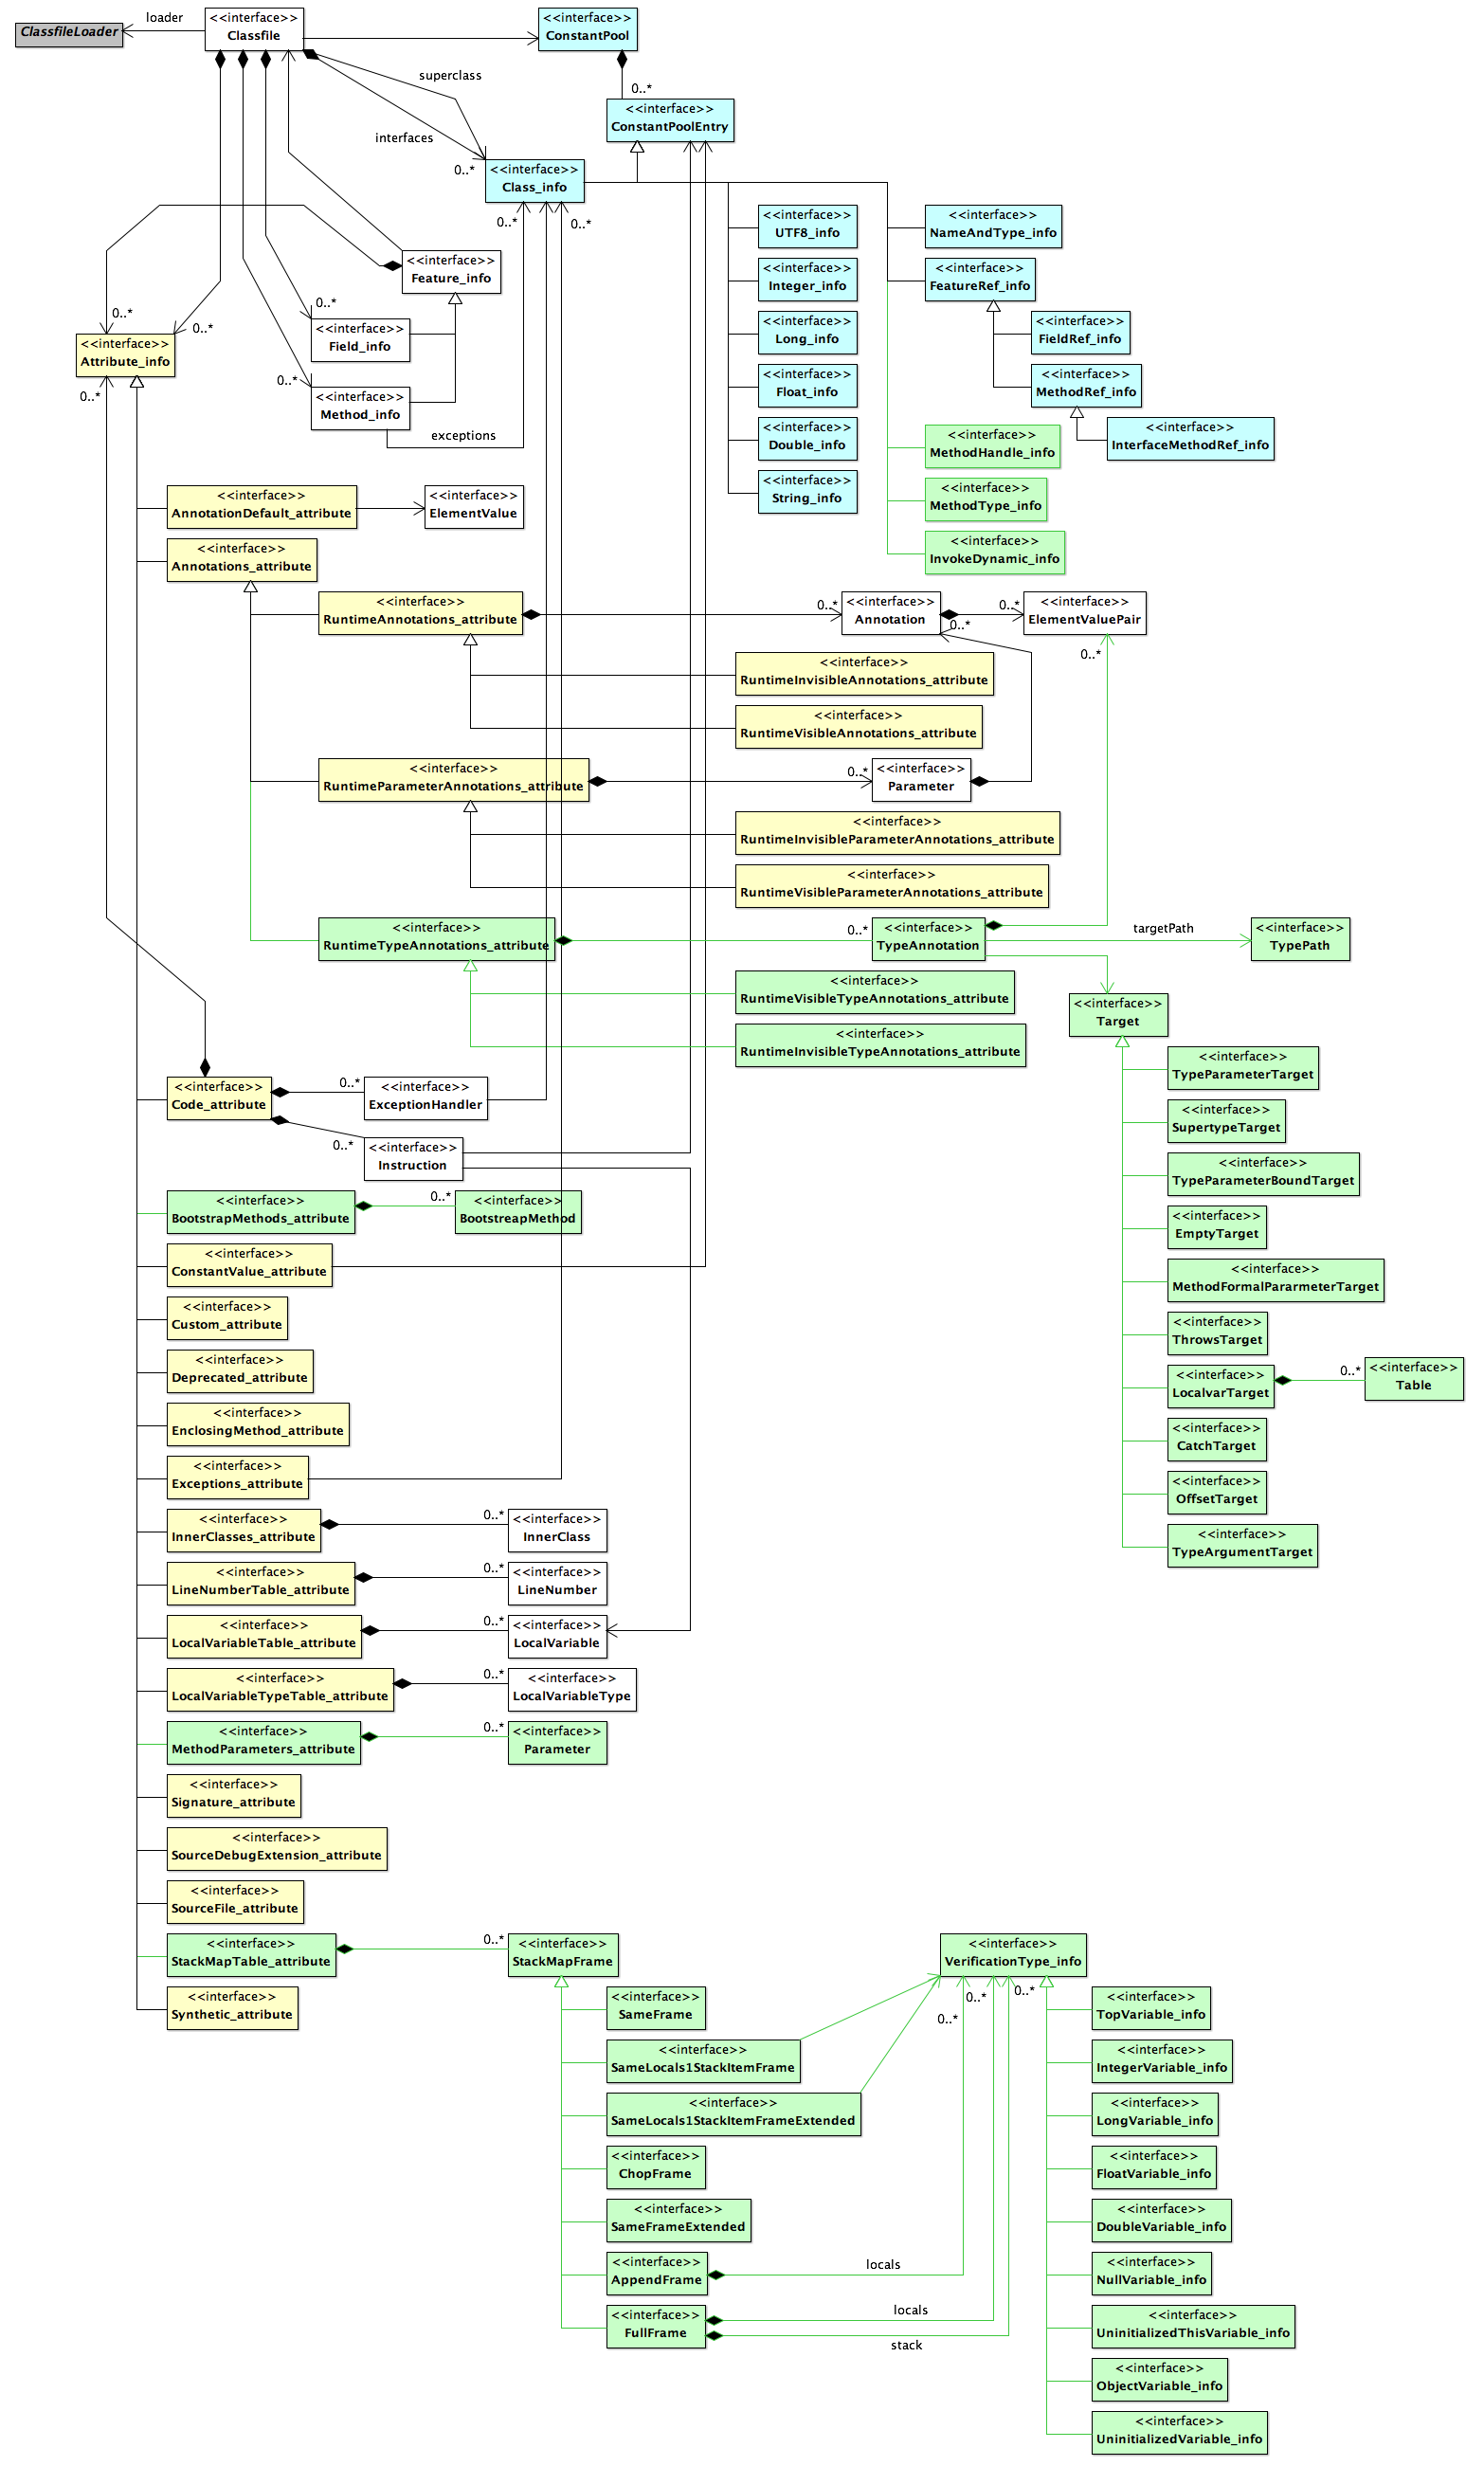 loader
ClassfileLoader
<<interface>>
Classfile
<<interface>>
ConstantPool
superclass
0..*
<<interface>>
ConstantPoolEntry
interfaces
0..*
<<interface>>
Class_info
0..*
0..*
<<interface>>
UTF8_info
<<interface>>
NameAndType_info
<<interface>>
Feature_info
<<interface>>
Integer_info
<<interface>>
FeatureRef_info
0..*
0..*
0..*
<<interface>>
Attribute_info
<<interface>>
Field_info
<<interface>>
Long_info
<<interface>>
FieldRef_info
0..*
0..*
<<interface>>
Method_info
<<interface>>
Float_info
<<interface>>
MethodRef_info
exceptions
<<interface>>
Double_info
<<interface>>
MethodHandle_info
<<interface>>
InterfaceMethodRef_info
<<interface>>
String_info
<<interface>>
MethodType_info
<<interface>>
AnnotationDefault_attribute
<<interface>>
ElementValue
<<interface>>
InvokeDynamic_info
<<interface>>
Annotations_attribute
<<interface>>
RuntimeAnnotations_attribute
0..*
<<interface>>
Annotation
0..*
0..*
<<interface>>
ElementValuePair
0..*
<<interface>>
RuntimeInvisibleAnnotations_attribute
<<interface>>
RuntimeVisibleAnnotations_attribute
<<interface>>
RuntimeParameterAnnotations_attribute
0..*
<<interface>>
Parameter
<<interface>>
RuntimeInvisibleParameterAnnotations_attribute
<<interface>>
RuntimeVisibleParameterAnnotations_attribute
<<interface>>
RuntimeTypeAnnotations_attribute
0..*
<<interface>>
TypeAnnotation
targetPath
<<interface>>
TypePath
<<interface>>
RuntimeVisibleTypeAnnotations_attribute
<<interface>>
Target
<<interface>>
RuntimeInvisibleTypeAnnotations_attribute
<<interface>>
TypeParameterTarget
<<interface>>
Code_attribute
0..*
<<interface>>
ExceptionHandler
<<interface>>
SupertypeTarget
0..*
<<interface>>
Instruction
<<interface>>
TypeParameterBoundTarget
<<interface>>
BootstrapMethods_attribute
0..*
<<interface>>
BootstreapMethod
<<interface>>
EmptyTarget
<<interface>>
ConstantValue_attribute
<<interface>>
MethodFormalPararmeterTarget
<<interface>>
Custom_attribute
<<interface>>
ThrowsTarget
<<interface>>
Deprecated_attribute
<<interface>>
LocalvarTarget
0..*
<<interface>>
Table
<<interface>>
EnclosingMethod_attribute
<<interface>>
CatchTarget
<<interface>>
Exceptions_attribute
<<interface>>
OffsetTarget
<<interface>>
InnerClasses_attribute
0..*
<<interface>>
InnerClass
<<interface>>
TypeArgumentTarget
<<interface>>
LineNumberTable_attribute
0..*
<<interface>>
LineNumber
<<interface>>
LocalVariableTable_attribute
0..*
<<interface>>
LocalVariable
<<interface>>
LocalVariableTypeTable_attribute
0..*
<<interface>>
LocalVariableType
<<interface>>
MethodParameters_attribute
0..*
<<interface>>
Parameter
<<interface>>
Signature_attribute
<<interface>>
SourceDebugExtension_attribute
<<interface>>
SourceFile_attribute
<<interface>>
StackMapTable_attribute
0..*
<<interface>>
StackMapFrame
<<interface>>
VerificationType_info
0..*
0..*
0..*
<<interface>>
Synthetic_attribute
<<interface>>
SameFrame
<<interface>>
TopVariable_info
<<interface>>
SameLocals1StackItemFrame
<<interface>>
IntegerVariable_info
<<interface>>
SameLocals1StackItemFrameExtended
<<interface>>
LongVariable_info
<<interface>>
ChopFrame
<<interface>>
FloatVariable_info
<<interface>>
SameFrameExtended
<<interface>>
DoubleVariable_info
<<interface>>
AppendFrame
locals
<<interface>>
NullVariable_info
<<interface>>
FullFrame
locals
stack
<<interface>>
UninitializedThisVariable_info
<<interface>>
ObjectVariable_info
<<interface>>
UninitializedVariable_info